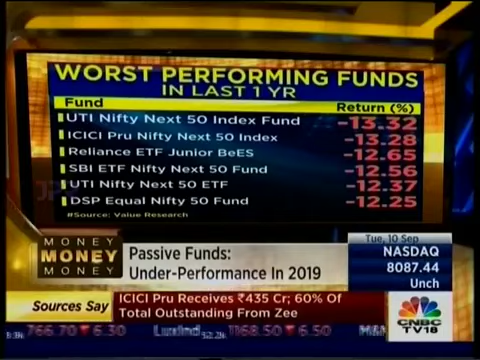 WORST PERFORMING FUNDS
IN LAST 1 YR
Fund Return (%)
UTI Nifty Next 50 Index Fund -13.32
ICICI Pru Nifty Next 50 Index -13.28
Reliance ETF Junior BeES -12.65
SBI ETF Nifty Next 50 Fund -12.56
UTI Nifty Next 50 ETF -12.37
DSP Equal Nifty 50 Fund -12.25
#Source: Value Research
MONEY
MONEY
MONEY
Passive Funds:
Under-Performance In 2019
Tue, 10 Sep
NASDAQ
8087.44
Unch
Sources Say
ICICI Pru Receives ₹435 Cr; 60% Of
Total Outstanding From Zee
CNBC
TV18
766.70 6.30 1168.50 6.50